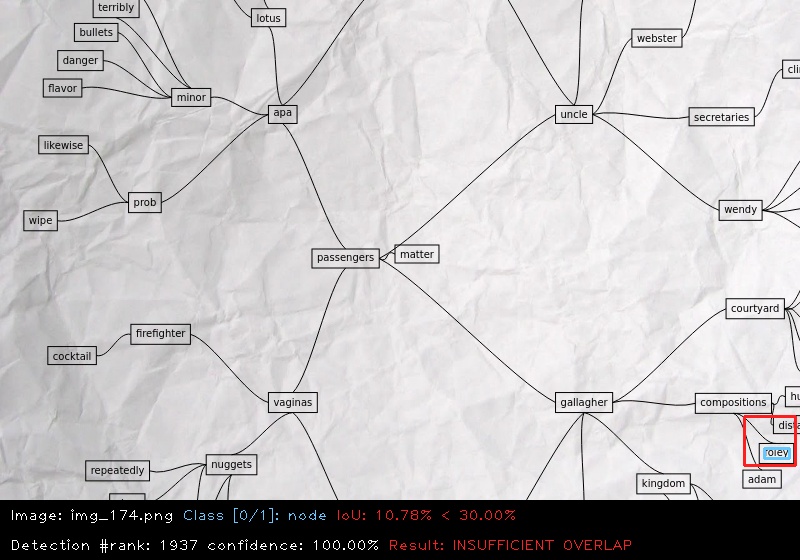 terribly
lotus
bullets
webster
danger
flavor
minor
apa
uncle
secretaries
likewise
prob
wendy
wipe
matter
passengers
courtyard
firefighter
cocktail
vaginas
gallagher
compositions
nuggets
repeatedly
adam
kingdom
Image: img_174.png Class [0/1]: node IoU: 10.78% < 30.00%
Detection #rank: 1937 confidence: 100.00% Result: INSUFFICIENT OVERLAP